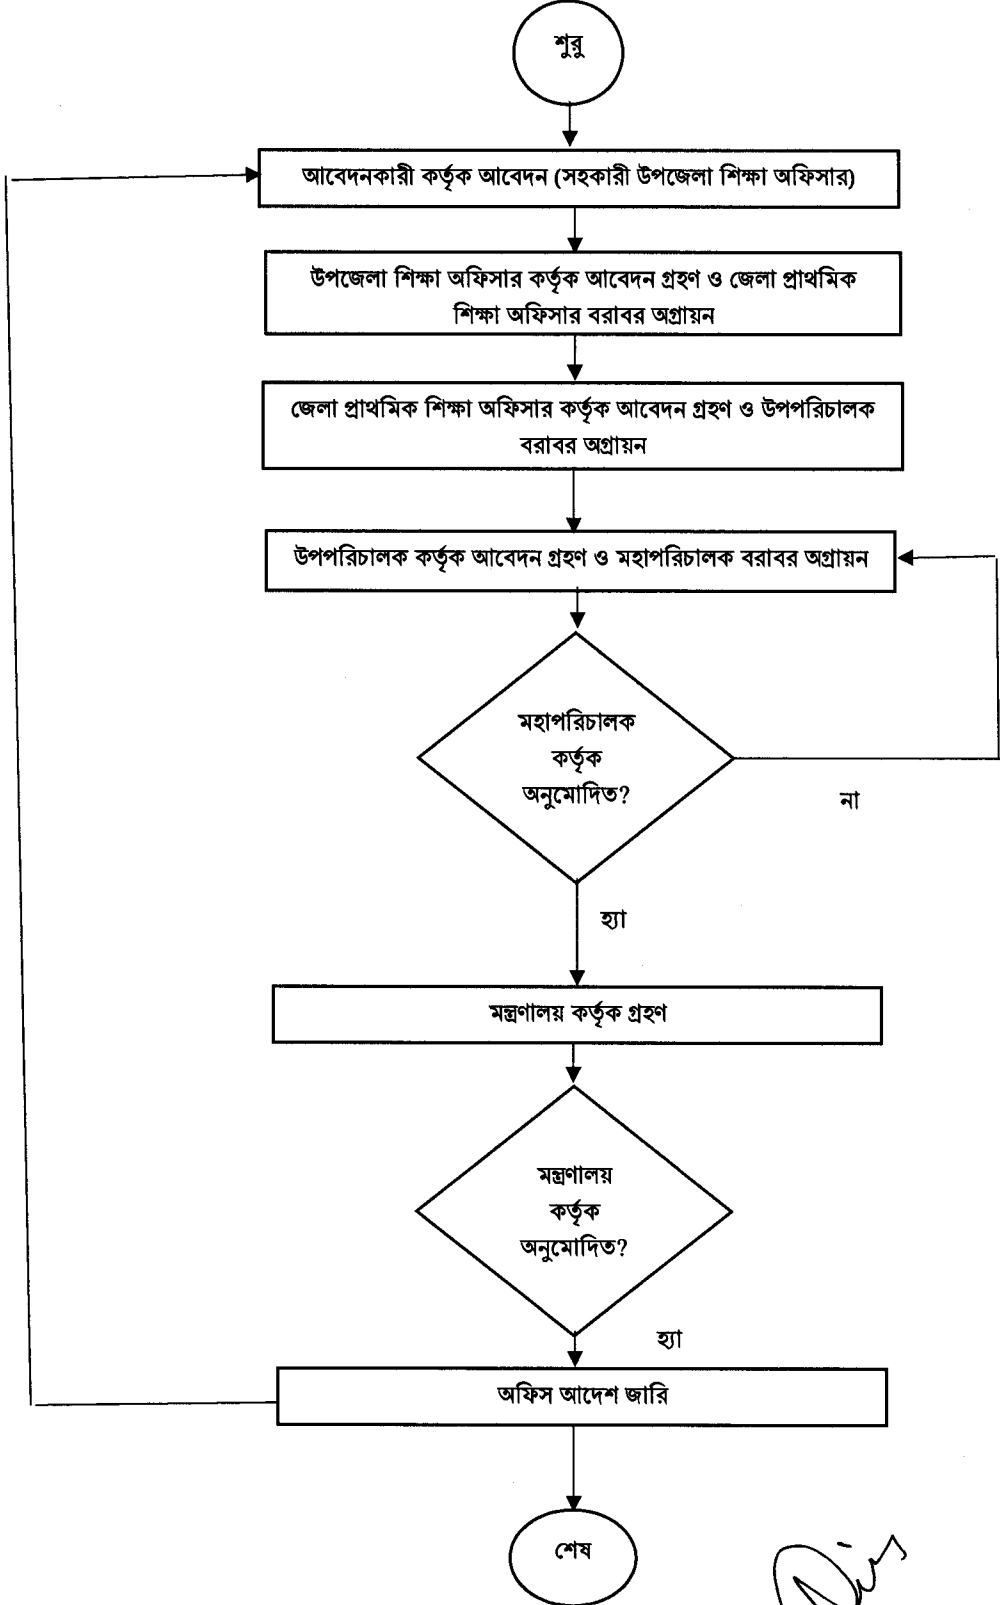 শুরু
আবেদনকারী কর্তৃক আবেদন (সহকারী উপজেলা শিক্ষা অফিসার)
উপজেলা শিক্ষা অফিসার কর্তৃক আবেদন গ্রহণ ও জেলা প্রাথমিক
শিক্ষা অফিসার বরাবর অগ্রায়ন
জেলা প্রাথমিক শিক্ষা অফিসার কর্তৃক আবেদন গ্রহণ ও উপপরিচালক
বরাবর অগ্রায়ন
উপপরিচালক কর্তৃক আবেদন গ্রহণ ও মহাপরিচালক বরাবর অগ্রায়ন
মহাপরিচালক
কর্তৃক
অনুমোদিত?
না
হ্যা
মন্ত্রণালয় কর্তৃক গ্রহণ
মন্ত্রণালয়
কর্তৃক
অনুমোদিত?
হ্যা
অফিস আদেশ জারি
শেষ